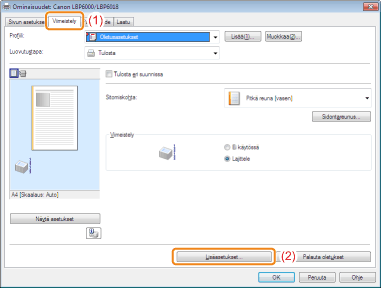 Ominaisuudet: Canon LBP6000/LBP6018
Sivun asetukset Viimeistely (1) de Laatu
Profiili: Oletusasetukset Lisää(1)... Muokkaa(2)...
Luovutustapa: Tulosta
Tulosta eri suunnissa
Sidontakohta: Pitkä reuna [vasen]
Sidontareunus...
Viimeistely
Ei käytössä
Lajittele
A4 [Skaalaus: Auto]
Näytä asetukset
Lisäasetukset... (2) Palauta oletukset
OK Peruuta Ohje